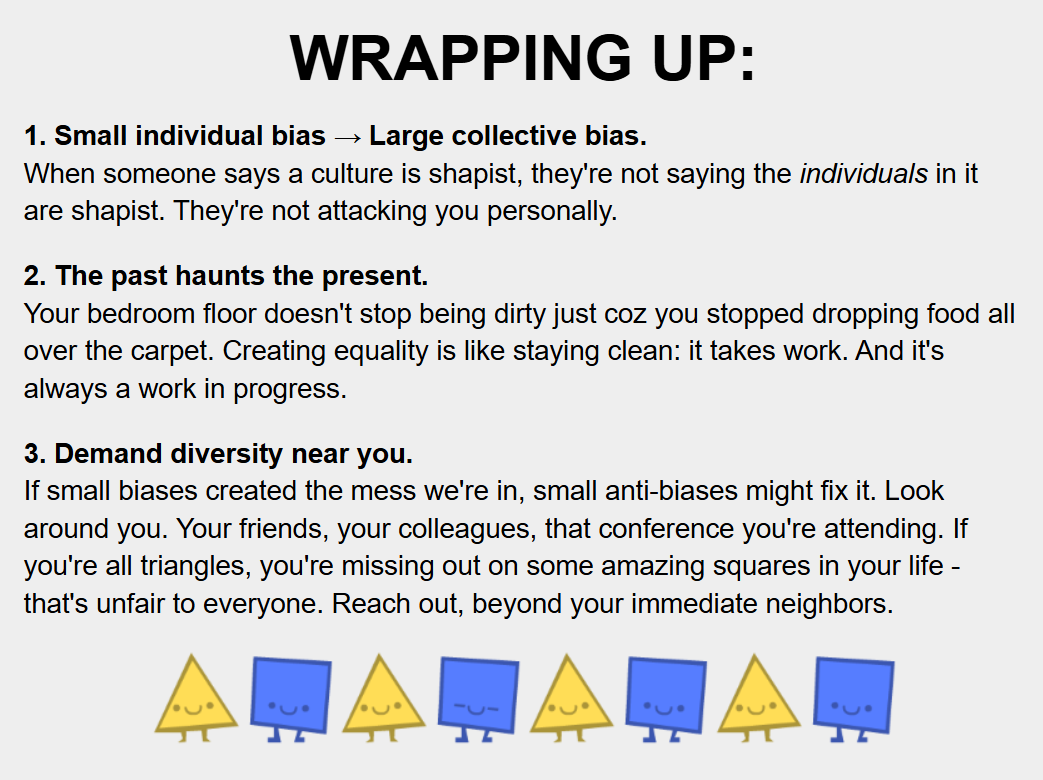 WRAPPING UP:
1. Small individual bias → Large collective bias.
When someone says a culture is shapist, they're not saying the individuals in it
are shapist. They're not attacking you personally.
2. The past haunts the present.
Your bedroom floor doesn't stop being dirty just coz you stopped dropping food all
over the carpet. Creating equality is like staying clean: it takes work. And it's
always a work in progress.
3. Demand diversity near you.
If small biases created the mess we're in, small anti-biases might fix it. Look
around you. Your friends, your colleagues, that conference you're attending. If
you're all triangles, you're missing out on some amazing squares in your life -
that's unfair to everyone. Reach out, beyond your immediate neighbors.